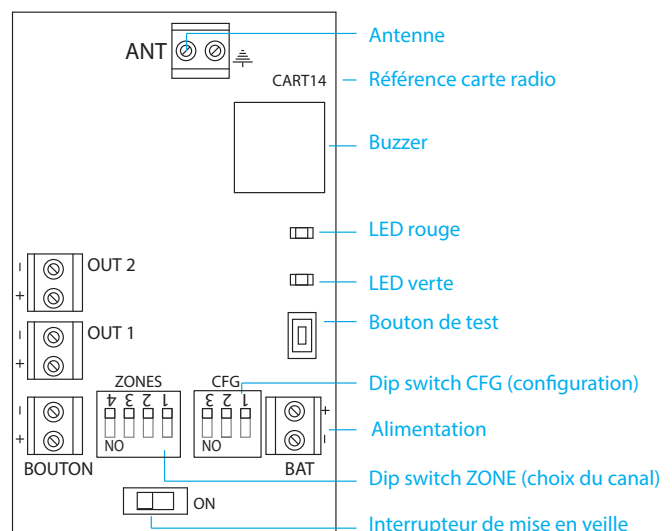 ANT
Antenne
CART14
Référence carte radio
Buzzer
LED rouge
OUT 2
-
+
LED verte
Bouton de test
OUT 1
-
+
ZONES
CFG
Dip switch CFG (configuration)
4 3 2 1
3 2 1
-
+
+
-
Alimentation
NO
NO
BOUTON
BAT
Dip switch ZONE (choix du canal)
ON
Interrupteur de mise en veille